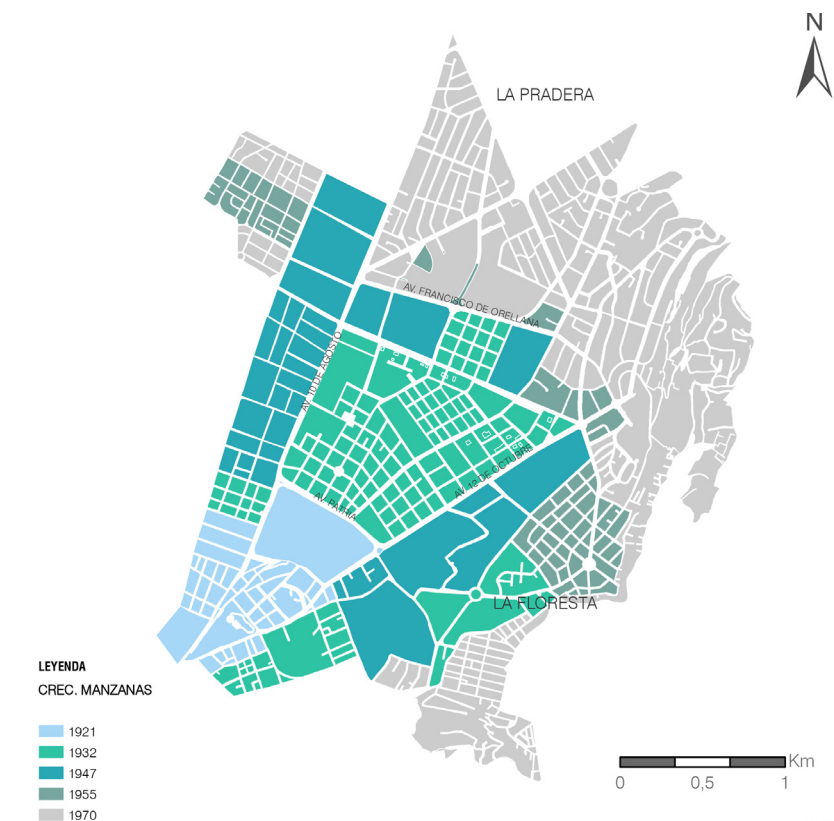 N
LA PRADERA
AV. FRANCISCO DE ORELLANA
AV. 10 DE AGOSTO
AV. 12 DE OCTUBRE
AV. PATRIA
LA FLORESTA
LEYENDA
CREC. MANZANAS
1921
1932
1947
1955
1970
Km
0 0,5 1